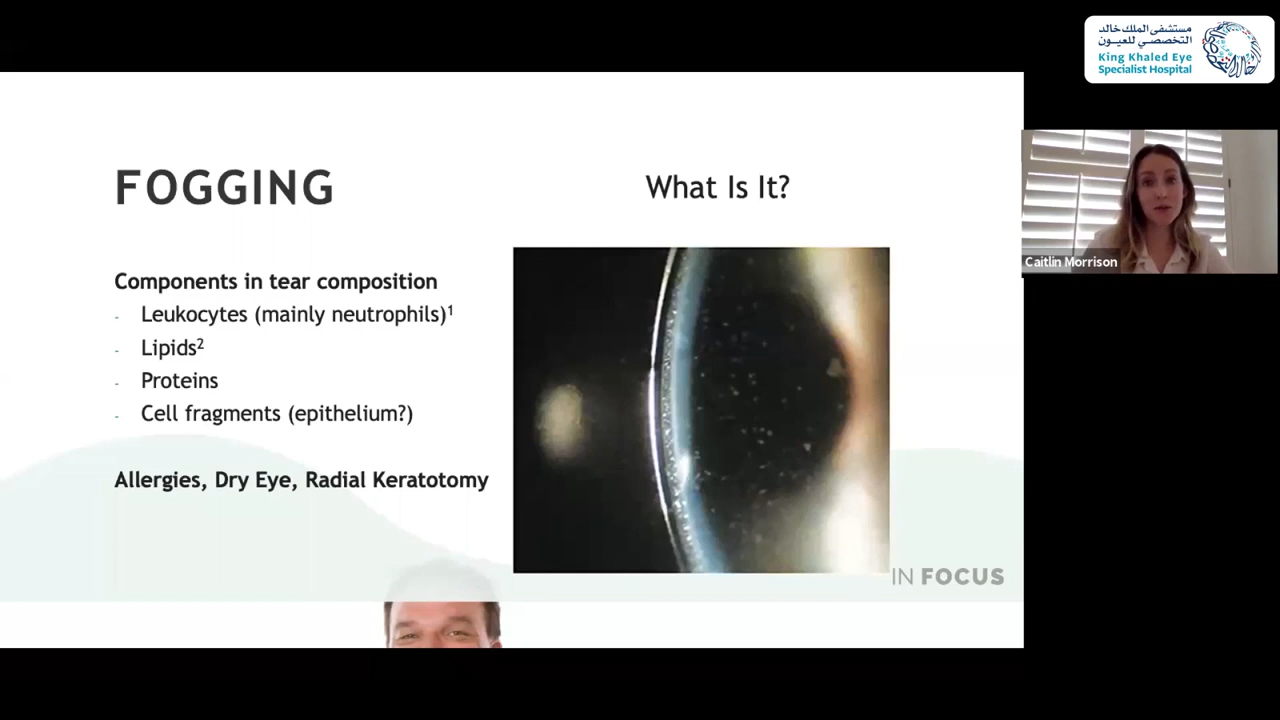 مستشفى الملك خالد
التخصصي للعيون
King Khaled Eye
Specialist Hospital
FOGGING
What Is It?
Components in tear composition
- Leukocytes (mainly neutrophils)¹
- Lipids²
- Proteins
- Cell fragments (epithelium?)
Allergies, Dry Eye, Radial Keratotomy
IN FOCUS
Caitlin Morrison